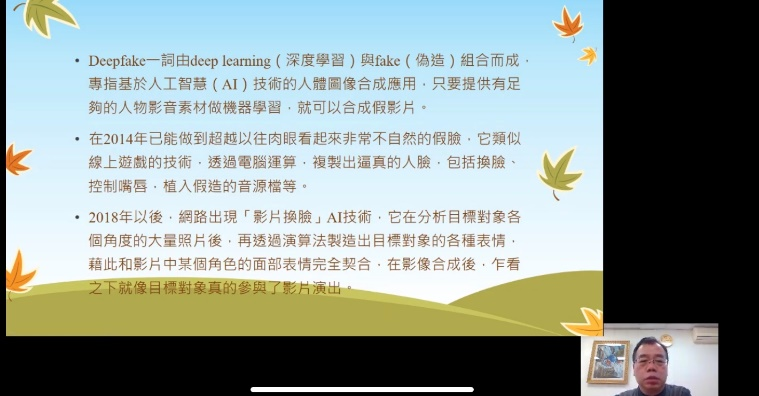 • Deepfake一詞由deep learning（深度學習）與fake（偽造）組合而成，
專指基於人工智慧（AI）技術的人體圖像合成應用，只要提供有足
夠的人物影音素材做機器學習，就可以合成假影片。
• 在2014年已能做到超越以往肉眼看起來非常不自然的假臉，它類似
線上遊戲的技術，透過電腦運算，複製出逼真的人臉，包括換臉、
控制嘴唇，植入假造的音源檔等。
• 2018年以後，網路出現「影片換臉」AI技術，它在分析目標對象各
個角度的大量照片後，再透過演算法製造出目標對象的各種表情，
藉此和影片中某個角色的面部表情完全契合，在影像合成後，乍看
之下就像目標對象真的參與了影片演出。